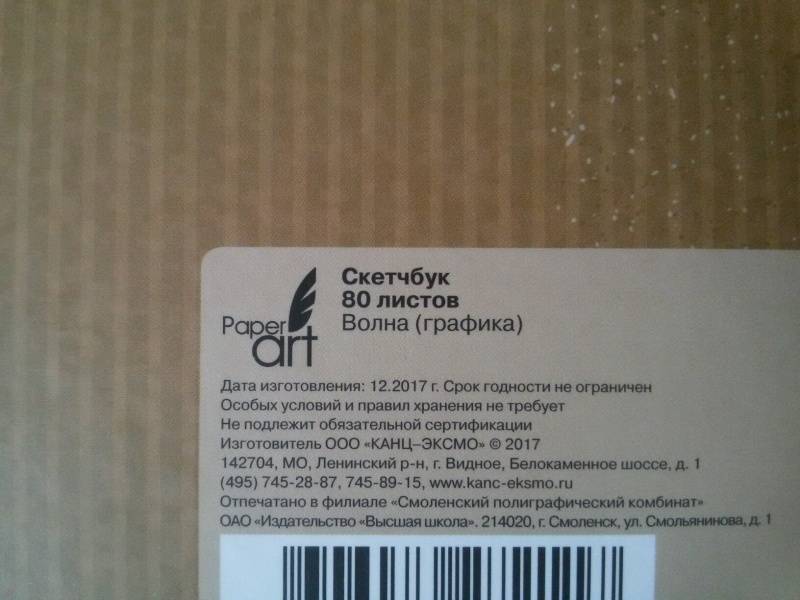 Paper
art
Скетчбук
80 листов
Волна (графика)
Дата изготовления: 12.2017 г. Срок годности не ограничен
Особых условий и правил хранения не требует
Не подлежит обязательной сертификации
Изготовитель ООО «КАНЦ–ЭКСМО» © 2017
142704, МО, Ленинский р-н, г. Видное, Белокаменное шоссе, д. 1
(495) 745-28-87, 745-89-15, www.kanc-eksmo.ru
Отпечатано в филиале «Смоленский полиграфический комбинат»
ОАО «Издательство «Высшая школа». 214020, г. Смоленск, ул. Смольянинова, д. 1